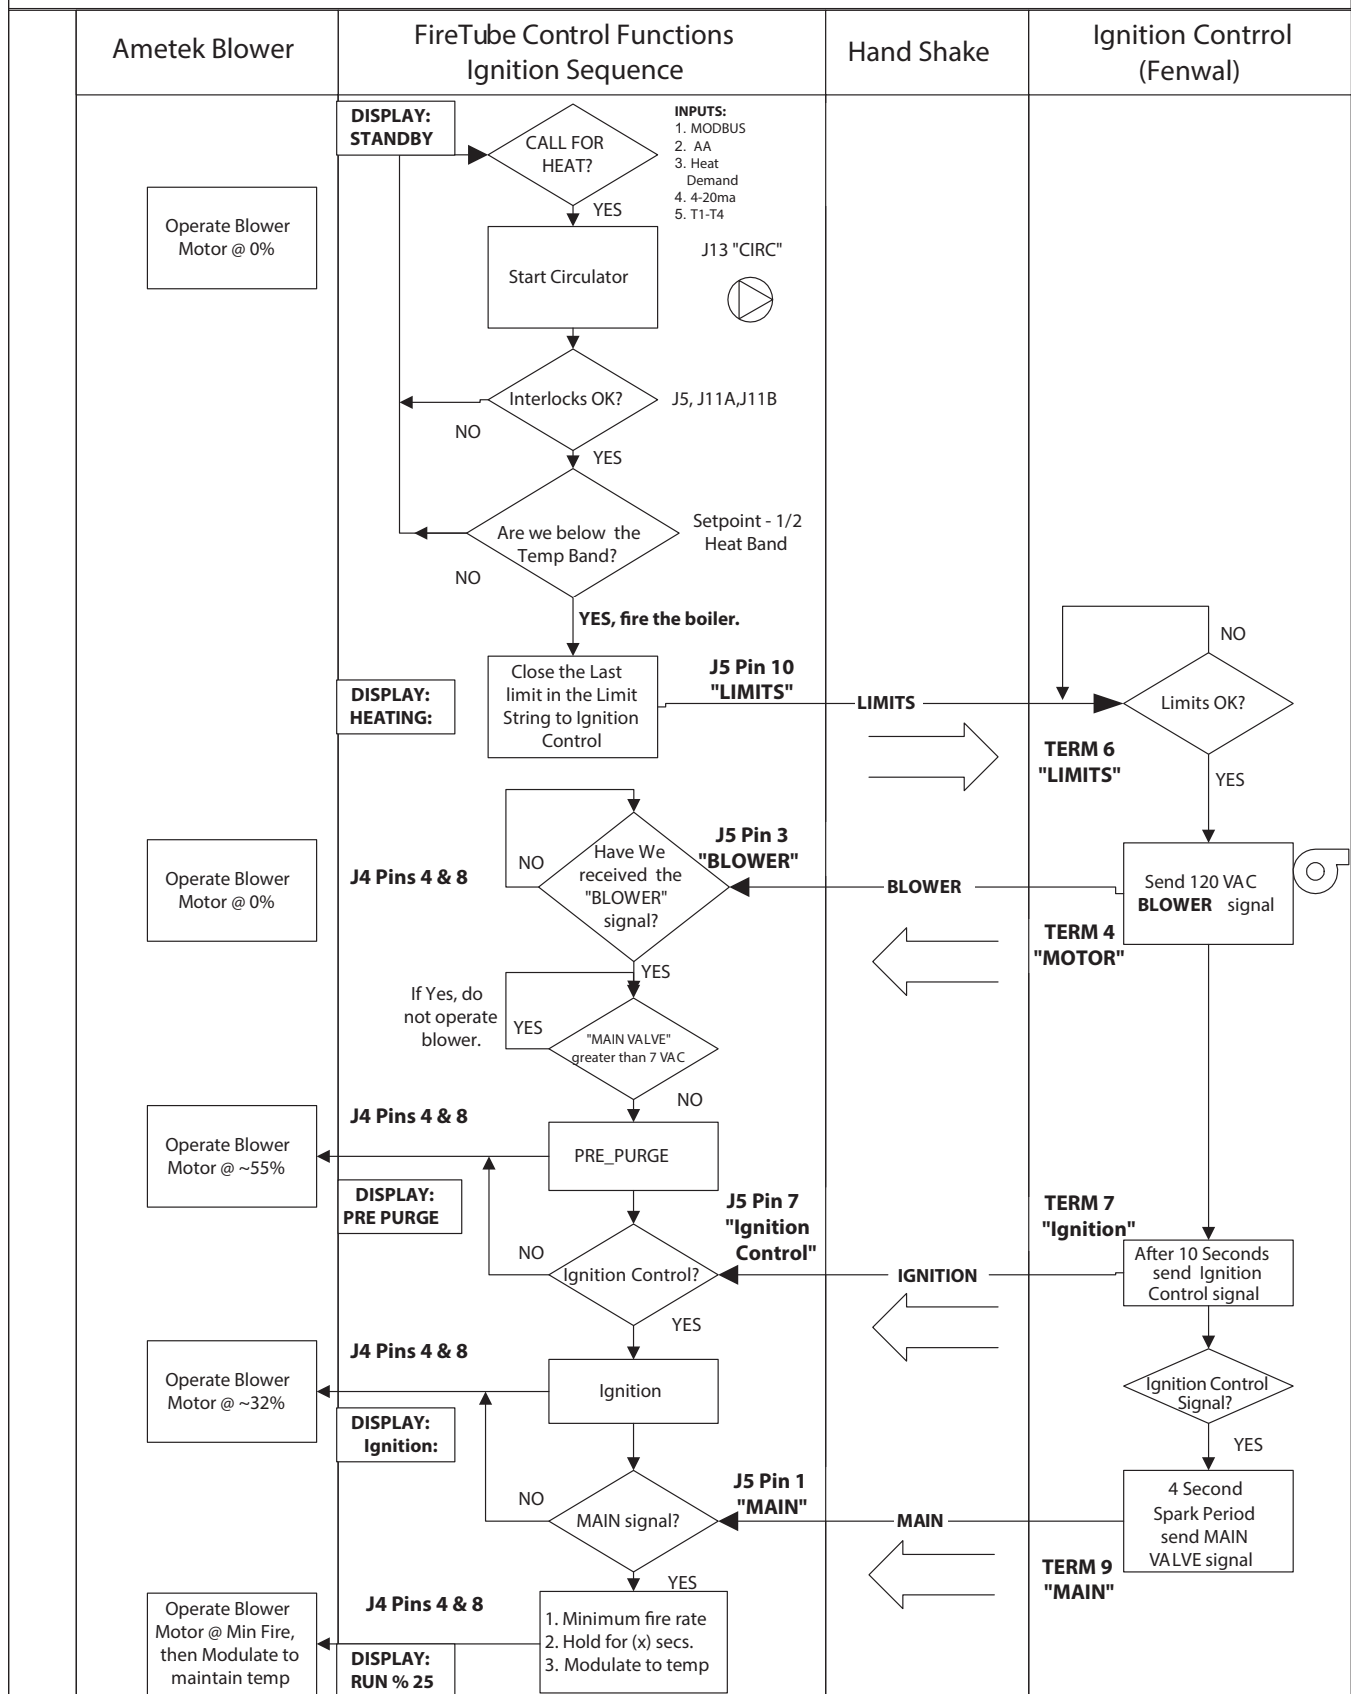 Ametek Blower
FireTube Control Functions
Ignition Sequence
Hand Shake
Ignition Contrrol
(Fenwal)
DISPLAY:
STANDBY
CALL FOR
HEAT?
INPUTS:
1. MODBUS
2. AA
3. Heat
Demand
4. 4-20ma
5. T1-T4
YES
Operate Blower
Motor @ 0%
Start Circulator
J13 "CIRC"
Interlocks OK?
J5, J11A,J11B
NO
YES
Are we below the
Temp Band?
Setpoint - 1/2
Heat Band
NO
YES, fire the boiler.
DISPLAY:
HEATING:
Close the Last
limit in the Limit
String to Ignition
Control
J5 Pin 10
"LIMITS"
LIMITS
NO
Limits OK?
TERM 6
"LIMITS"
YES
Operate Blower
Motor @ 0%
J4 Pins 4 & 8
NO
Have We
received the
"BLOWER"
signal?
J5 Pin 3
"BLOWER"
BLOWER
Send 120 VAC
BLOWER signal
TERM 4
"MOTOR"
YES
If Yes, do
not operate
blower.
YES
"MAIN VALVE"
greater than 7 VAC
NO
J4 Pins 4 & 8
Operate Blower
Motor @ ~55%
PRE_PURGE
DISPLAY:
PRE PURGE
J5 Pin 7
"Ignition
Control"
TERM 7
"Ignition"
NO
Ignition Control?
IGNITION
After 10 Seconds
send Ignition
Control signal
YES
J4 Pins 4 & 8
Operate Blower
Motor @ ~32%
Ignition
Ignition Control
Signal?
DISPLAY:
Ignition:
YES
J5 Pin 1
"MAIN"
NO
MAIN signal?
MAIN
4 Second
Spark Period
send MAIN
VALVE signal
TERM 9
"MAIN"
YES
J4 Pins 4 & 8
Operate Blower
Motor @ Min Fire,
then Modulate to
maintain temp
1. Minimum fire rate
2. Hold for (x) secs.
3. Modulate to temp
DISPLAY:
RUN % 25